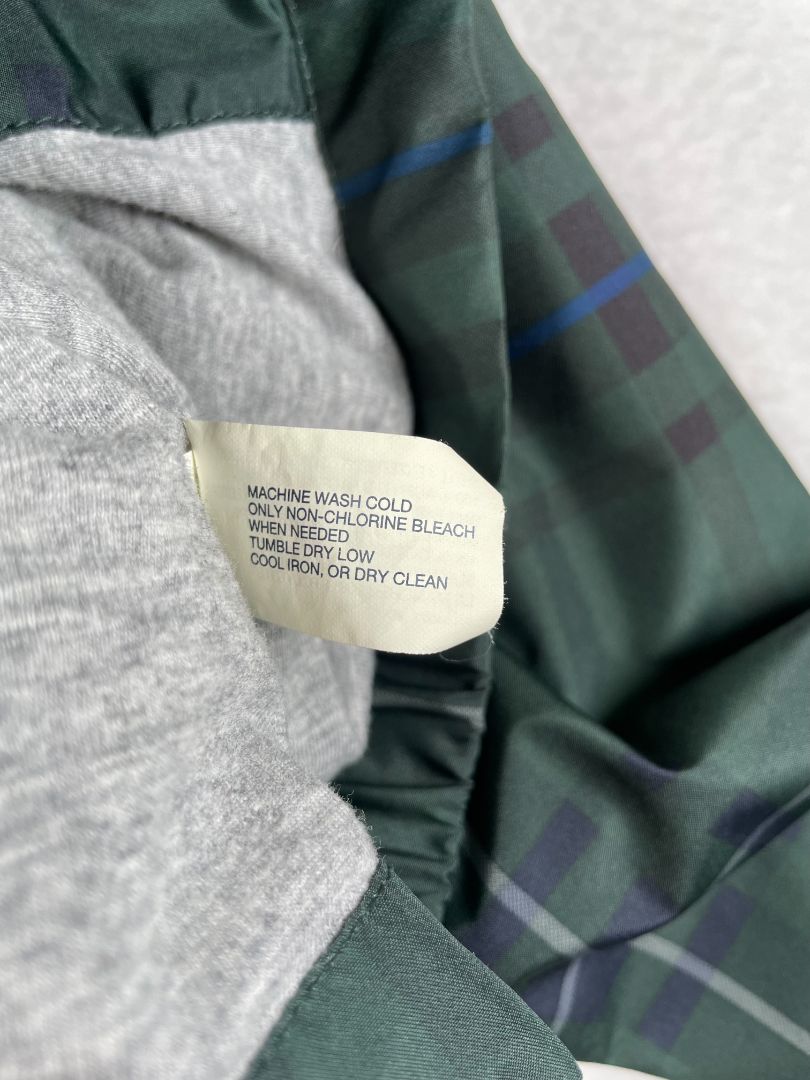 MACHINE WASH COLD
ONLY NON-CHLORINE BLEACH
WHEN NEEDED
TUMBLE DRY LOW
COOL IRON, OR DRY CLEAN